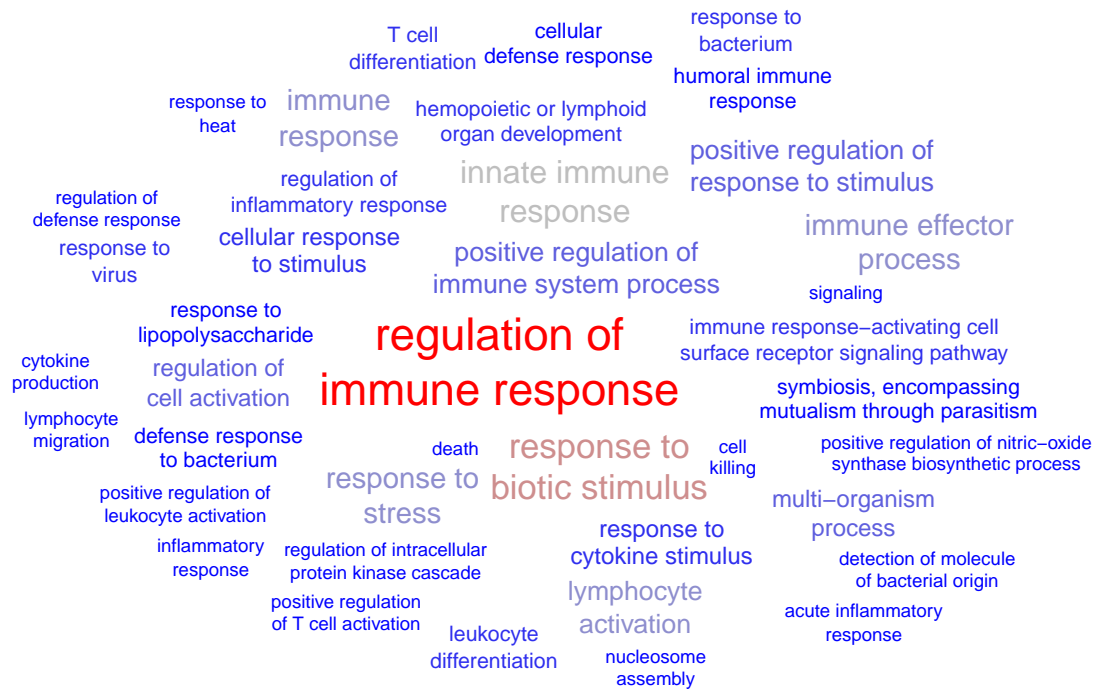 T cell
differentiation
cellular
defense response
response to
bacterium
humoral immune
response
response to
heat
immune
response
hemopoietic or lymphoid
organ development
innate immune
response
positive regulation of
response to stimulus
regulation of
inflammatory response
regulation of
defense response
response to
virus
cellular response
to stimulus
positive regulation of
immune system process
immune effector
process
signaling
response to
lipopolysaccharide
regulation of
immune response
immune response−activating cell
surface receptor signaling pathway
cytokine
production
regulation of
cell activation
symbiosis, encompassing
mutualism through parasitism
lymphocyte
migration
defense response
to bacterium
death
response to
biotic stimulus
cell
killing
positive regulation of nitric−oxide
synthase biosynthetic process
response to
stress
positive regulation of
leukocyte activation
multi−organism
process
inflammatory
response
regulation of intracellular
protein kinase cascade
response to
cytokine stimulus
detection of molecule
of bacterial origin
positive regulation
of T cell activation
lymphocyte
activation
acute inflammatory
response
leukocyte
differentiation
nucleosome
assembly